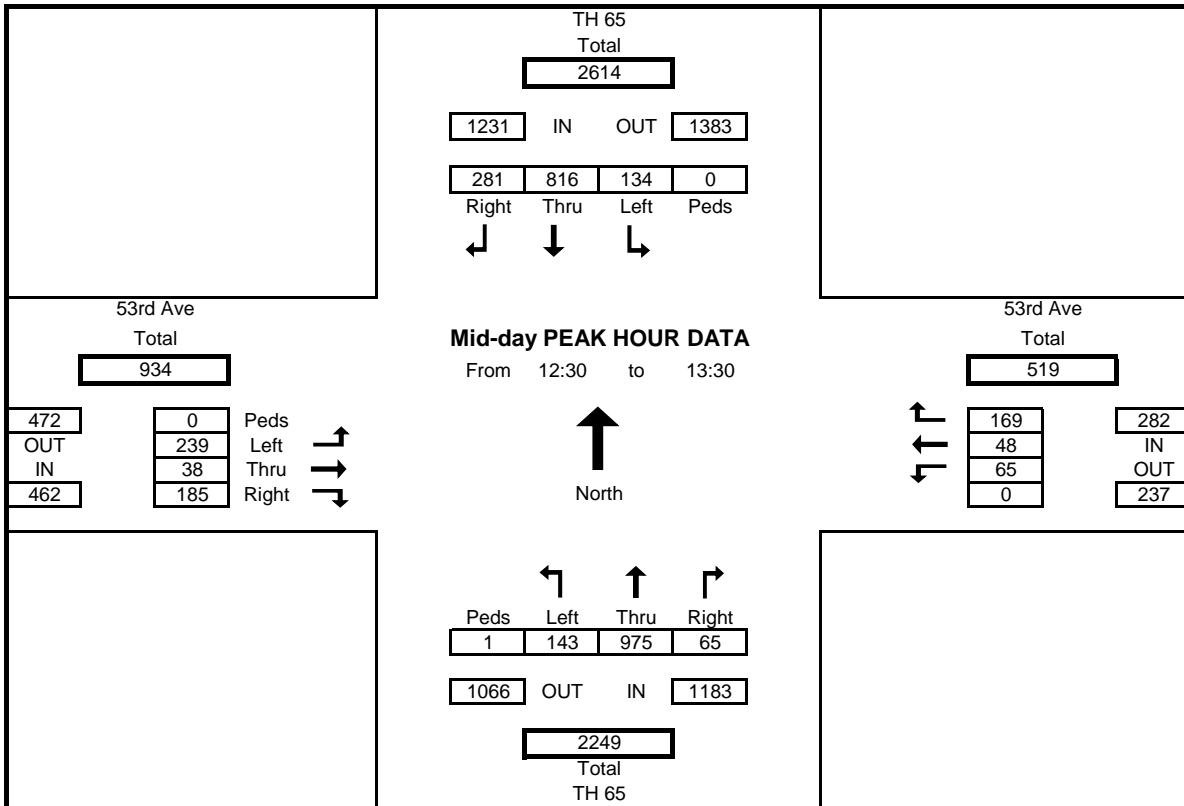 TH 65
Total
2614
1231 IN OUT 1383
281 816 134 0
Right Thru Left Peds
53rd Ave
Total
934
472 0 Peds
OUT 239 Left
IN 38 Thru
462 185 Right
Mid-day PEAK HOUR DATA
From 12:30 to 13:30
North
53rd Ave
Total
519
169 282
48 IN
65 OUT
0 237
Peds Left Thru Right
1 143 975 65
1066 OUT IN 1183
2249
Total
TH 65